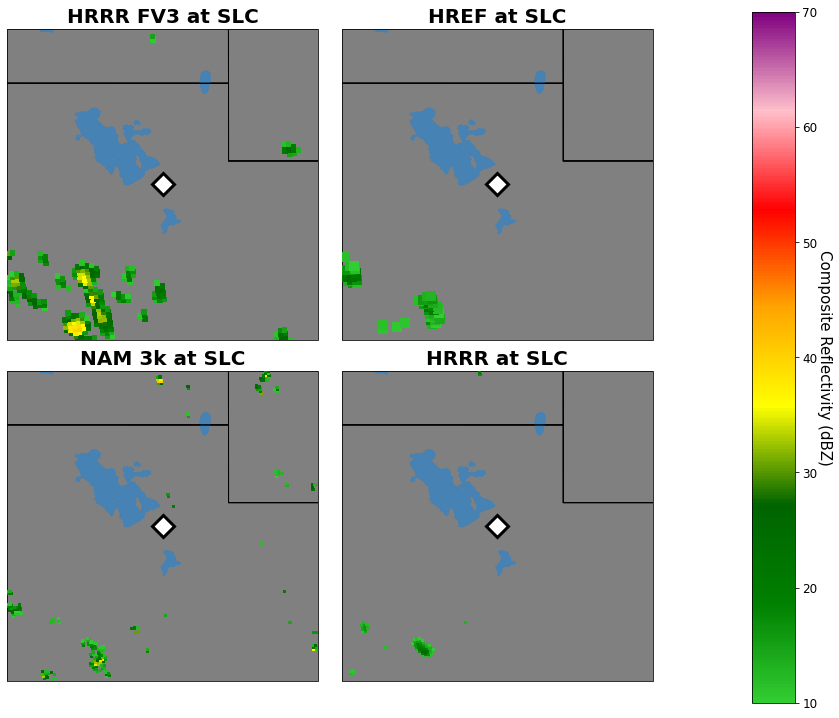 HRRR FV3 at SLC
HREF at SLC
NAM 3k at SLC
HRRR at SLC
70
60
50
40
30
20
10
Composite Reflectivity (dBZ)